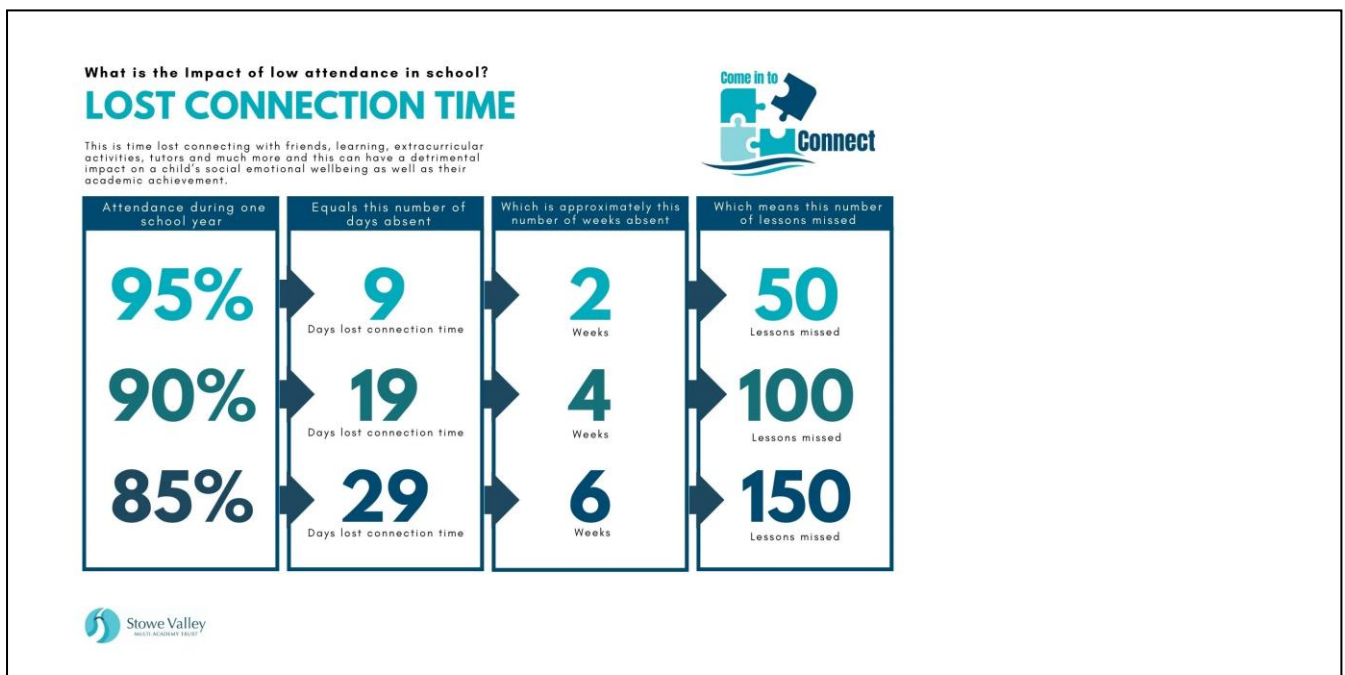 What is the Impact of low attendance in school?
LOST CONNECTION TIME
This is time lost connecting with friends, learning, extracurricular
activities, tutors and much more and this can have a detrimental
impact on a child's social emotional wellbeing as well as their
academic achievement.
Come in to
Connect
Attendance during one
school year
Equals this number of
days absent
Which is approximately this
number of weeks absent
Which means this number
of lessons missed
95%
9
Days lost connection time
2
Weeks
50
Lessons missed
90%
19
Days lost connection time
4
Weeks
100
Lessons missed
85%
29
Days lost connection time
6
Weeks
150
Lessons missed
Stowe Valley
MULTI ACADEMY TRUST